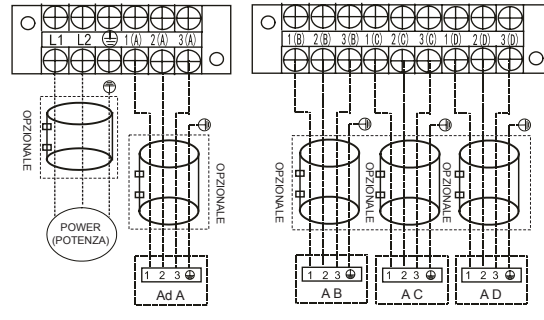 L1 L2 1(A) 2(A) 3(A)
1(B) 2(B) 3(B) 1(C) 2(C) 3(C) 1(D) 2(D) 3(D)
OPZIONALE
OPZIONALE
OPZIONALE
OPZIONALE
OPZIONALE
POWER
(POTENZA)
1 2 3
Ad A
1 2 3
A B
1 2 3
A C
1 2 3
A D